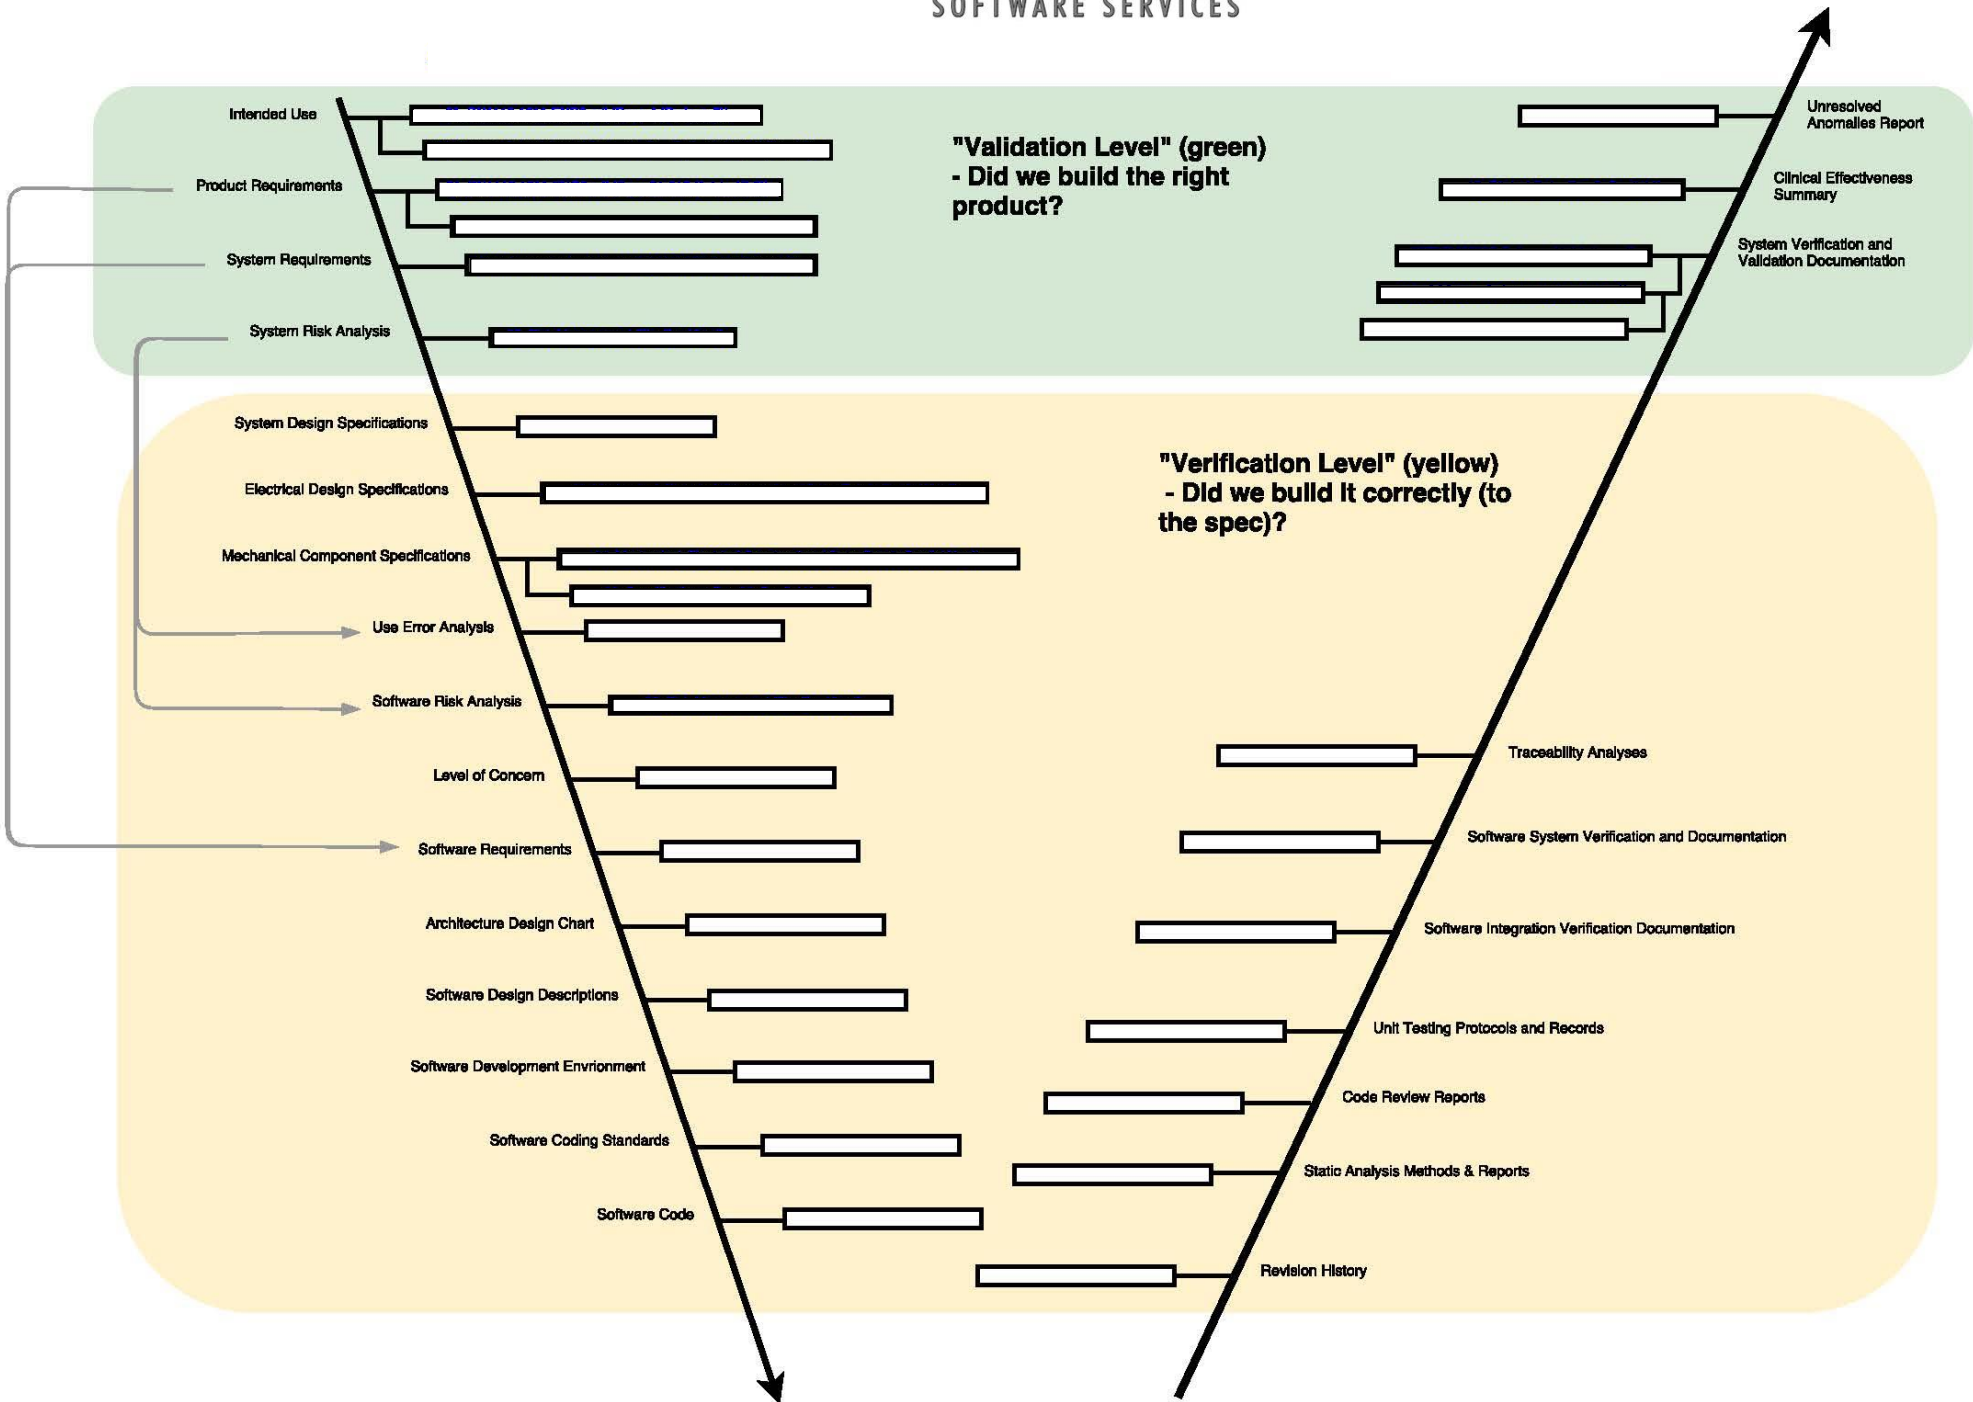 SOFTWARE SERVICES
Intended Use
Product Requirements
System Requirements
System Risk Analysis
"Validation Level" (green)
- Did we build the right
product?
Unresolved
Anomalies Report
Clinical Effectiveness
Summary
System Verification and
Validation Documentation
System Design Specifications
Electrical Design Specifications
Mechanical Component Specifications
Use Error Analysis
Software Risk Analysis
Level of Concern
Software Requirements
Architecture Design Chart
Software Design Descriptions
Software Development Envrionment
Software Coding Standards
Software Code
"Verification Level" (yellow)
- Did we build it correctly (to
the spec)?
Traceability Analyses
Software System Verification and Documentation
Software Integration Verification Documentation
Unit Testing Protocols and Records
Code Review Reports
Static Analysis Methods & Reports
Revision History